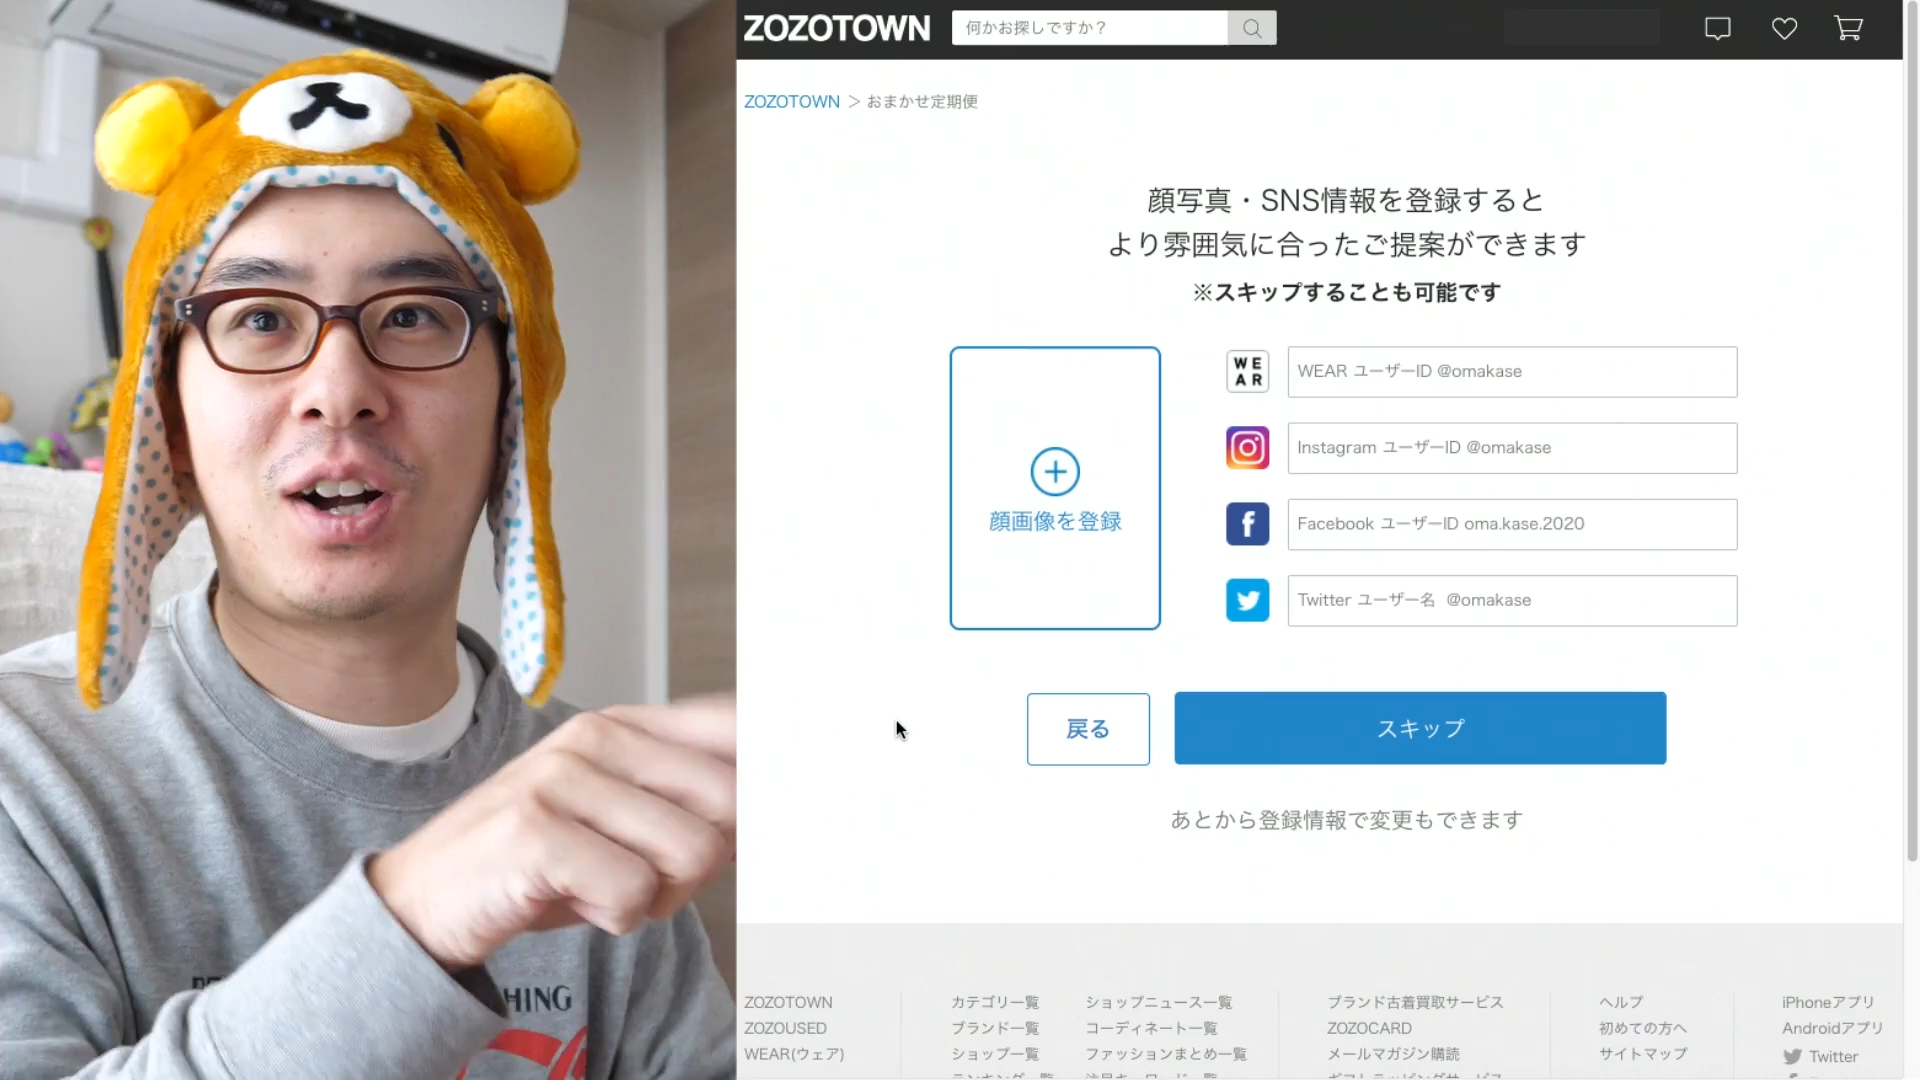 ZOZOTOWN
何かお探しですか？
ZOZOTOWN ＞ おまかせ定期便
顔写真・SNS情報を登録すると
より雰囲気に合ったご提案ができます
※スキップすることも可能です
WE
AR
WEAR ユーザーID @omakase
Instagram ユーザーID @omakase
顔画像を登録
Facebook ユーザーID oma.kase.2020
Twitter ユーザー名 @omakase
戻る
スキップ
あとから登録情報で変更もできます
HING
ZOZOTOWN
ZOZOUSED
WEAR(ウェア)
カテゴリ一覧
ブランド一覧
ショップ一覧
ショップニュース一覧
コーディネート一覧
ファッションまとめ一覧
ブランド古着買取サービス
ZOZOCARD
メールマガジン購読
ヘルプ
初めての方へ
サイトマップ
iPhoneアプリ
Androidアプリ
Twitter